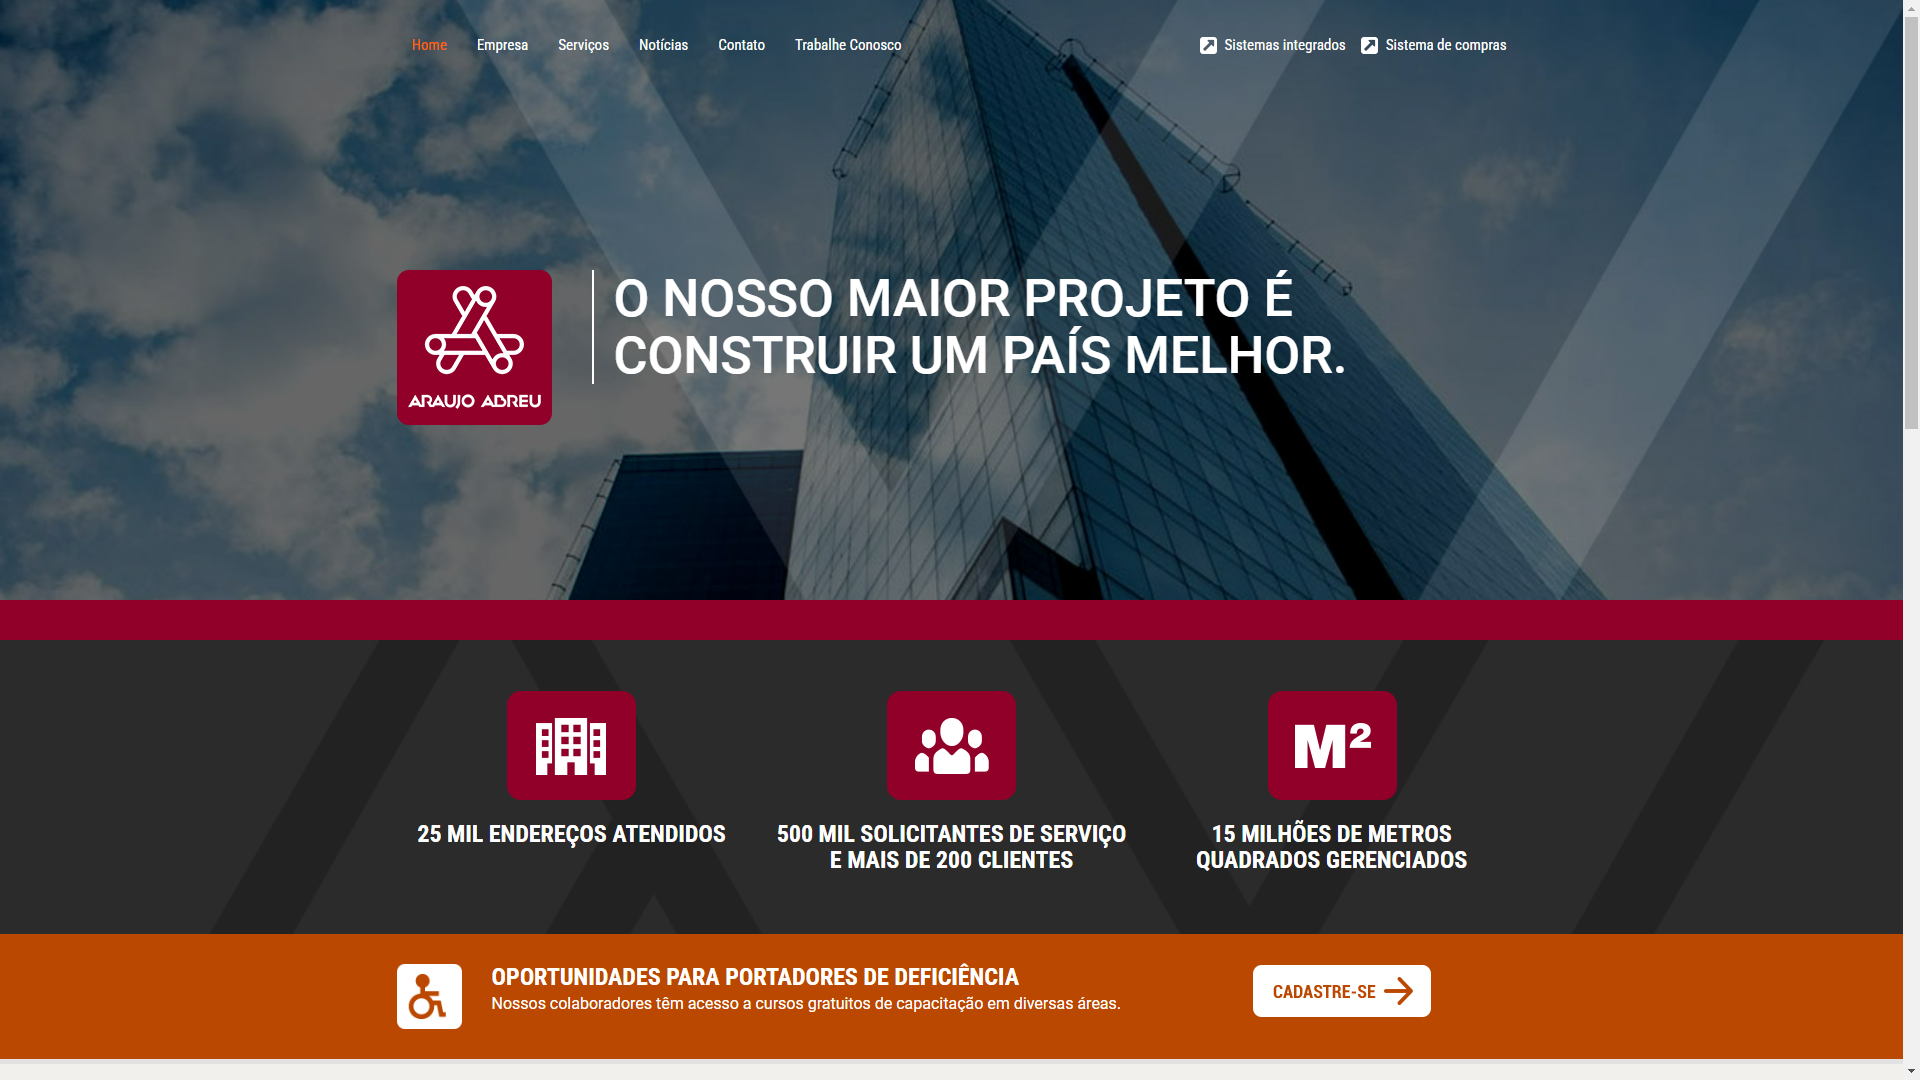 Home
Empresa
Serviços
Notícias
Contato
Trabalhe Conosco
Sistemas integrados
Sistema de compras
O NOSSO MAIOR PROJETO É
CONSTRUIR UM PAÍS MELHOR.
ARAUJO ABREU
M²
25 MIL ENDEREÇOS ATENDIDOS
500 MIL SOLICITANTES DE SERVIÇO
E MAIS DE 200 CLIENTES
15 MILHÕES DE METROS
QUADRADOS GERENCIADOS
OPORTUNIDADES PARA PORTADORES DE DEFICIÊNCIA
Nossos colaboradores têm acesso a cursos gratuitos de capacitação em diversas áreas.
CADASTRE-SE